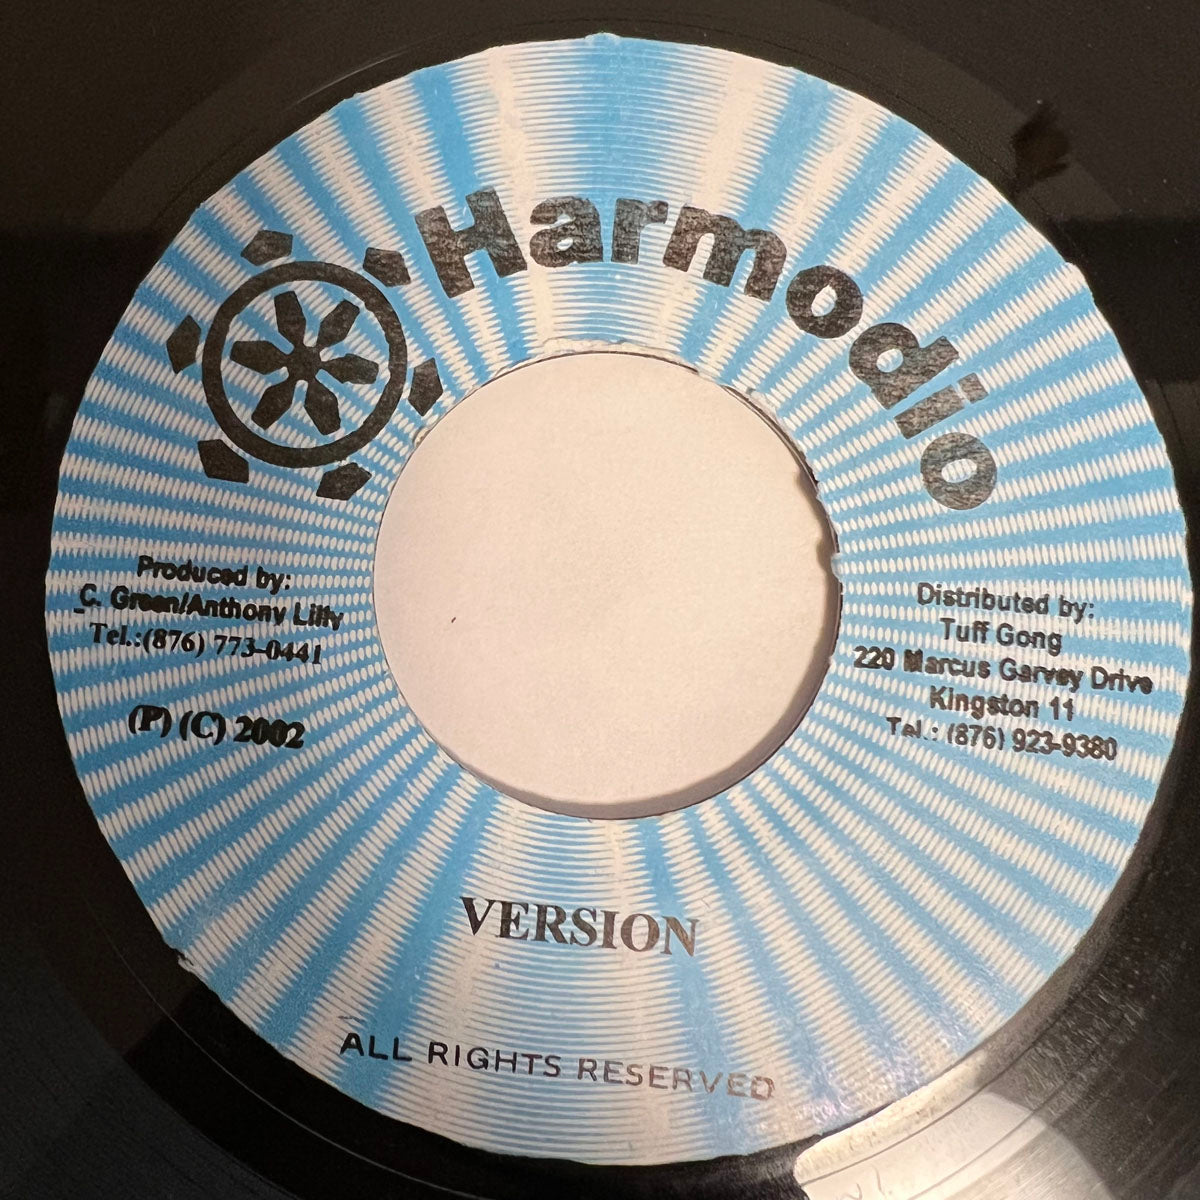 Harmodio
Produced by:
C. Green/Anthony Lilly
Tel.:(876) 773-0441
(P) (C) 2002
Distributed by:
Tuff Gong
220 Marcus Garvey Drive
Kingston 11
Tel.: (876) 923-9380
VERSION
ALL RIGHTS RESERVED